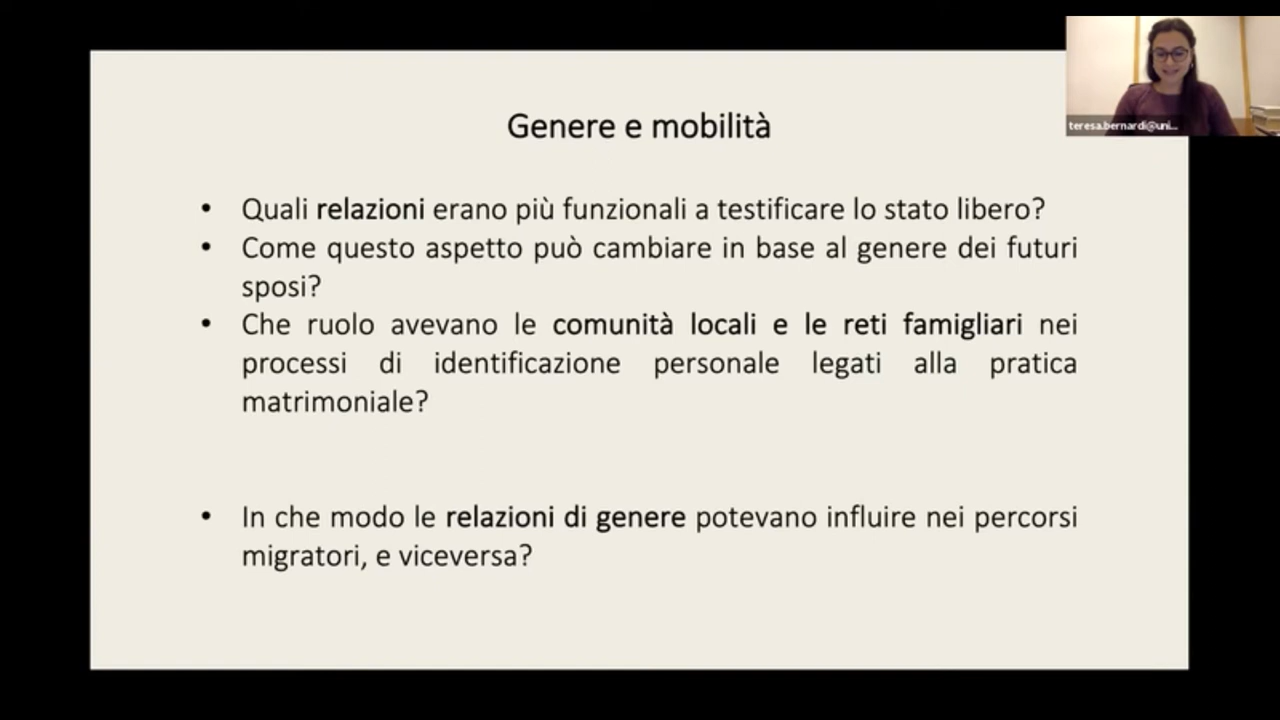 Genere e mobilità
teresa.bernardi@uni...
• Quali relazioni erano più funzionali a testificare lo stato libero?
• Come questo aspetto può cambiare in base al genere dei futuri
sposi?
• Che ruolo avevano le comunità locali e le reti famigliari nei
processi di identificazione personale legati alla pratica
matrimoniale?
• In che modo le relazioni di genere potevano influire nei percorsi
migratori, e viceversa?